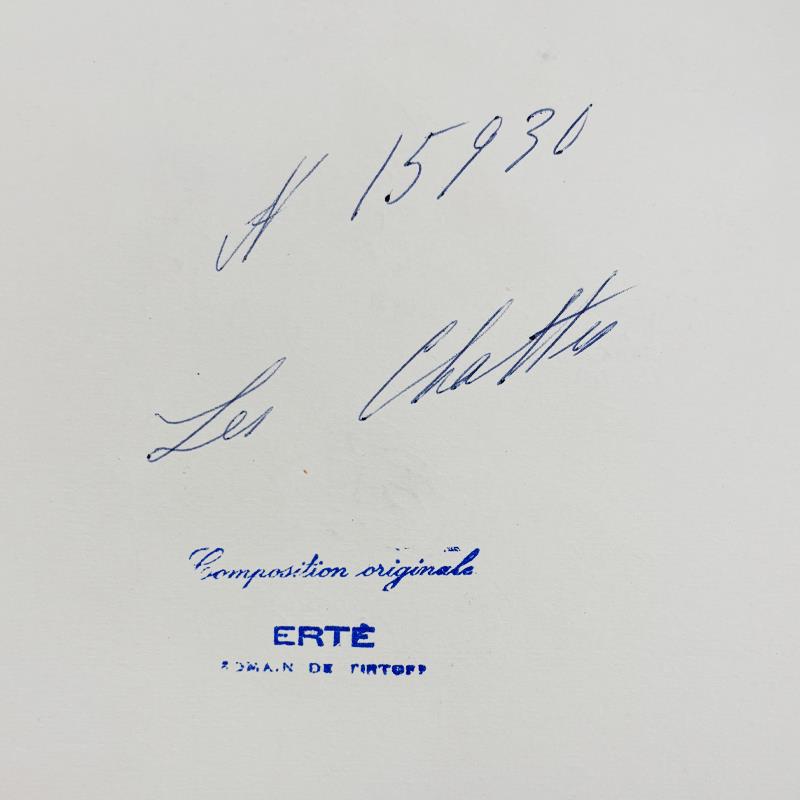 N 15930
Les Chattes
Composition originale
ERTÉ
ROMAIN DE TIRTOFF